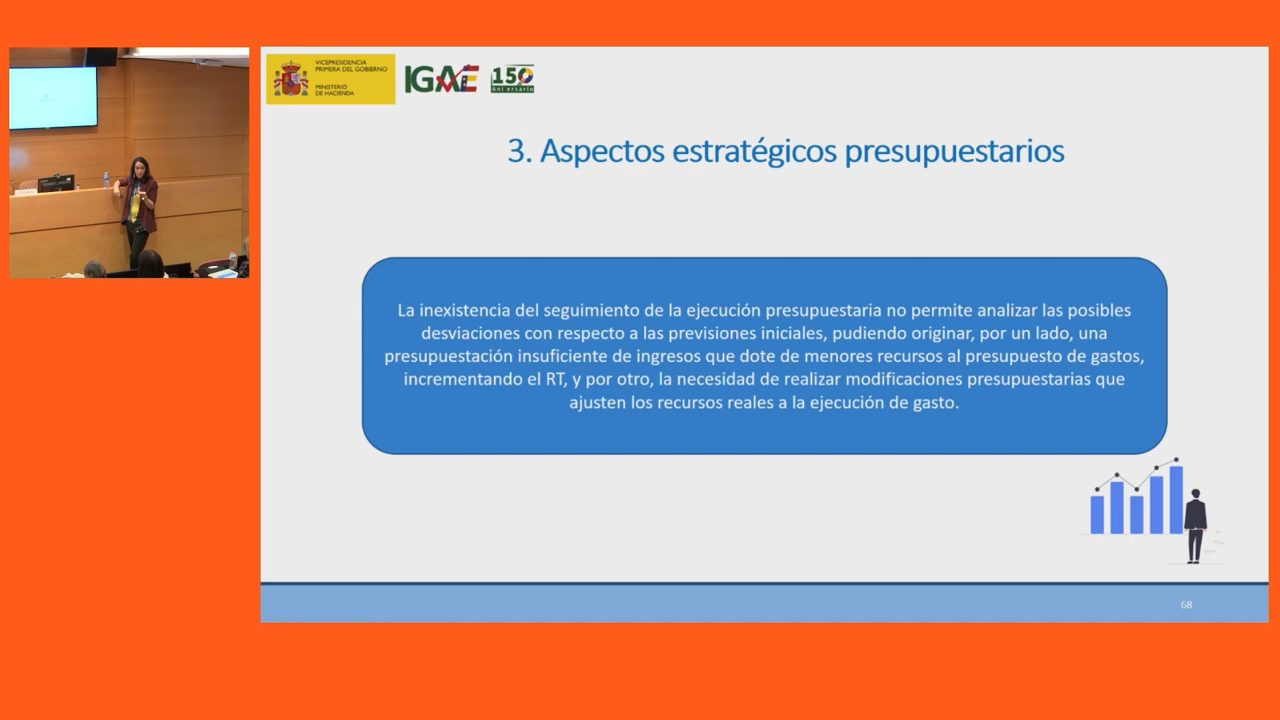 VICEPRESIDENCIA
PRIMERA DEL GOBIERNO
MINISTERIO
DE HACIENDA
IGAE
150
Aniversario
3. Aspectos estratégicos presupuestarios
La inexistencia del seguimiento de la ejecución presupuestaria no permite analizar las posibles
desviaciones con respecto a las previsiones iniciales, pudiendo originar, por un lado, una
presupuestación insuficiente de ingresos que dote de menores recursos al presupuesto de gastos,
incrementando el RT, y por otro, la necesidad de realizar modificaciones presupuestarias que
ajusten los recursos reales a la ejecución de gasto.
68